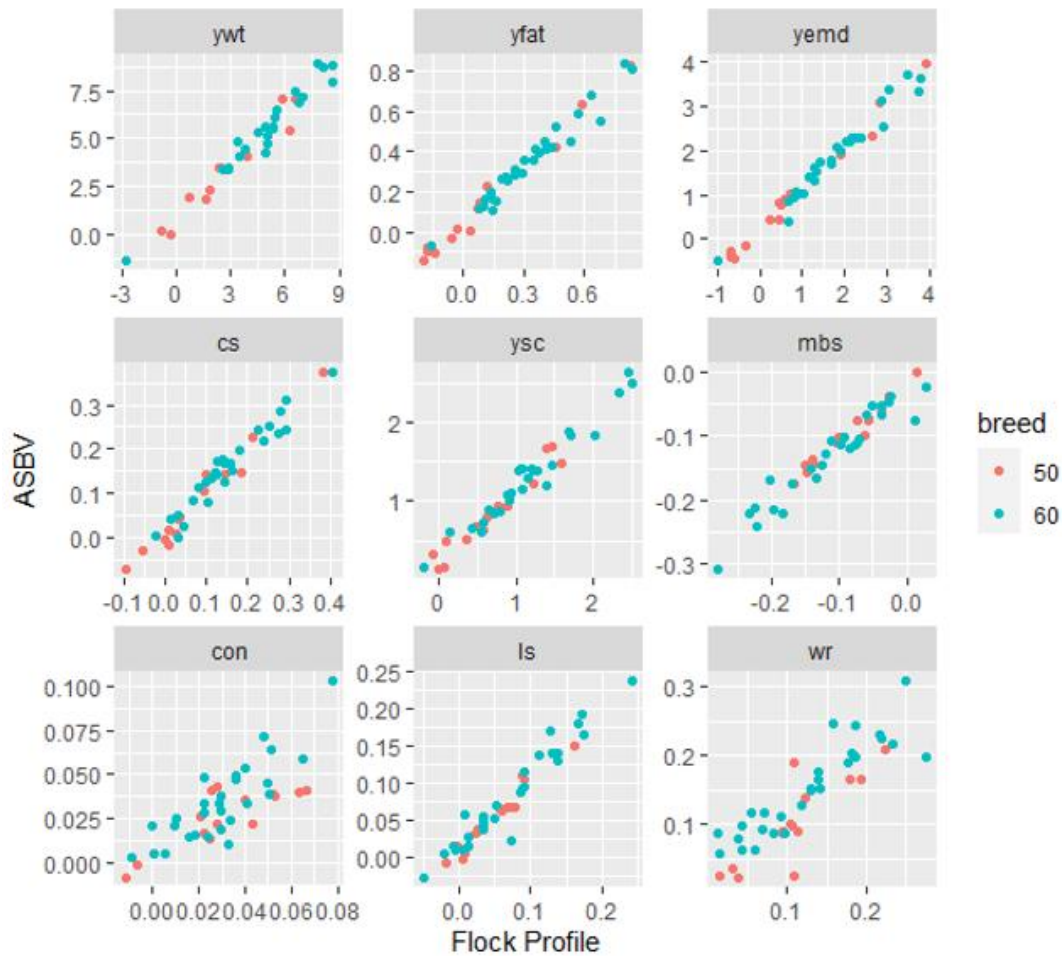 ywt yfat yemd
7.5 0.8 4
5.0 0.6 3
2.5 0.4 2
0.0 0.2 1
0.0 0
-3 0 3 6 9 0.0 0.3 0.6 -1 0 1 2 3 4
cs ysc mbs
0.3 2 0.0
0.2 1 -0.1
0.1 -0.2
0.0 -0.3
-0.1 0.0 0.1 0.2 0.3 0.4 0 1 2 -0.2 -0.1 0.0
con ls wr
0.100 0.25 0.3
0.075 0.20 0.2
0.050 0.15 0.1
0.025 0.10
0.000 0.05
0.00
0.00 0.02 0.04 0.06 0.08 0.0 0.1 0.2 0.1 0.2
ASBV
Flock Profile
breed
50
60